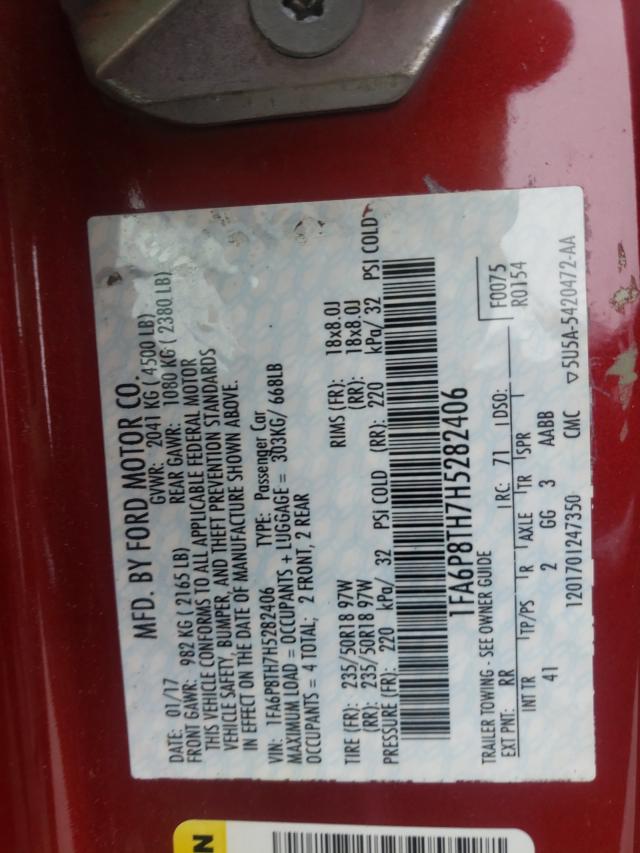 MFD. BY FORD MOTOR CO.
DATE: 01/17 GVWR: 2041 KG ( 4500 LB)
FRONT GAWR: 982 KG ( 2165 LB) REAR GAWR: 1080 KG ( 2380 LB)
THIS VEHICLE CONFORMS TO ALL APPLICABLE FEDERAL MOTOR
VEHICLE SAFETY, BUMPER, AND THEFT PREVENTION STANDARDS
IN EFFECT ON THE DATE OF MANUFACTURE SHOWN ABOVE.
VIN: 1FA6P8TH7H5282406 TYPE: Passenger Car
MAXIMUM LOAD = OCCUPANTS + LUGGAGE = 303KG/ 668LB
OCCUPANTS = 4 TOTAL; 2 FRONT, 2 REAR
TIRE (FR): 235/50R18 97W RIMS (FR): 18x8.0J
(RR): 235/50R18 97W (RR): 18x8.0J
PRESSURE (FR): 220 kPa/ 32 PSI COLD (RR): 220 kPa/ 32 PSI COLD
1FA6P8TH7H5282406
TRAILER TOWING - SEE OWNER GUIDE F0075
EXT PNT: RR RC: 71 DSO: R0154
INT TR TP/PS R AXLE TR SPR
41 2 GG 3 AABB
1201701247350 CMC ▽5U5A-5420472-AA
N